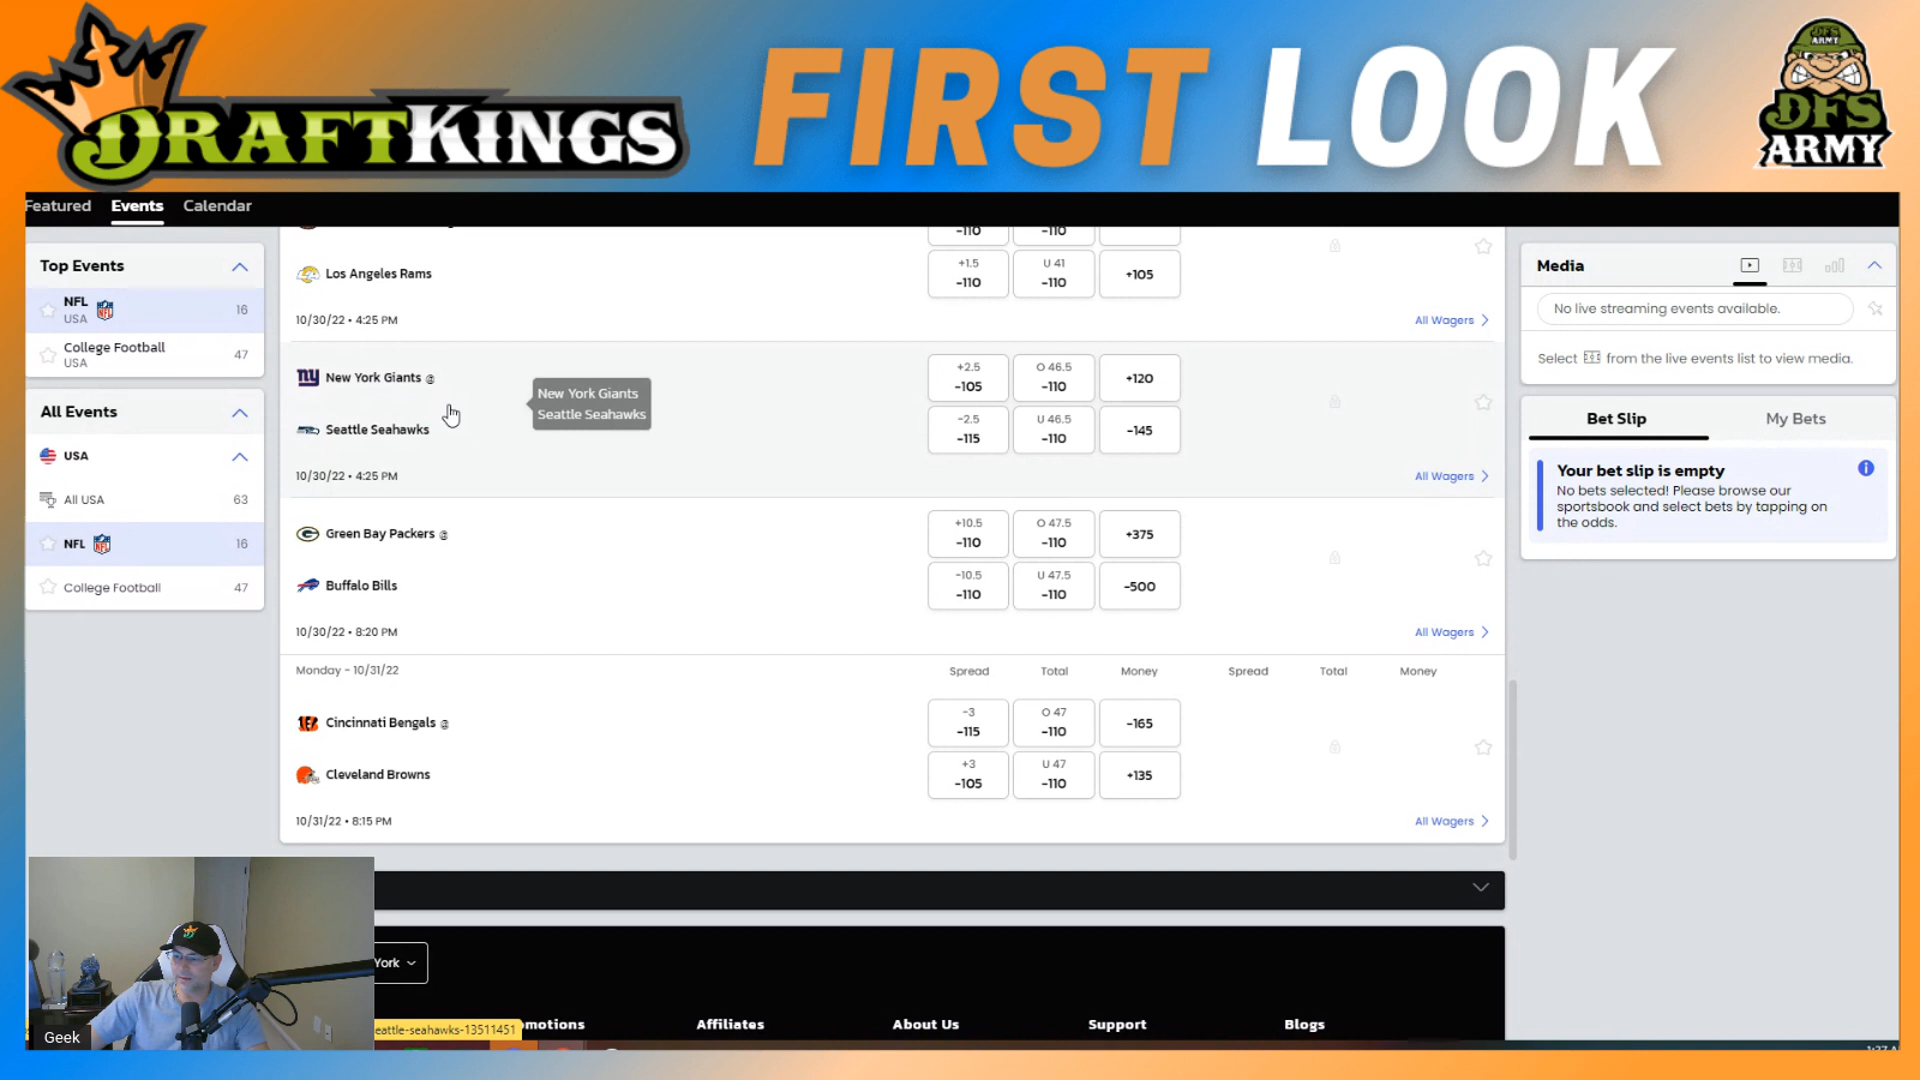 DRAFTKINGS
FIRST LOOK
DFS
ARMY
DFS
ARMY
Featured Events Calendar
Top Events
NFL
USA
16
College Football
USA
47
All Events
USA
All USA 63
NFL 16
College Football 47
-110 -110
Los Angeles Rams
+1.5
-110
U 41
-110
+105
10/30/22 • 4:25 PM
All Wagers
New York Giants @
+2.5
-105
O 46.5
-110
+120
New York Giants
Seattle Seahawks
Seattle Seahawks
-2.5
-115
U 46.5
-110
-145
10/30/22 • 4:25 PM
All Wagers
Green Bay Packers @
+10.5
-110
O 47.5
-110
+375
Buffalo Bills
-10.5
-110
U 47.5
-110
-500
10/30/22 • 8:20 PM
All Wagers
Monday - 10/31/22 Spread Total Money Spread Total Money
Cincinnati Bengals @
-3
-115
O 47
-110
-165
Cleveland Browns
+3
-105
U 47
-110
+135
10/31/22 • 8:15 PM
All Wagers
Media
No live streaming events available.
Select from the live events list to view media.
Bet Slip My Bets
Your bet slip is empty
No bets selected! Please browse our
sportsbook and select bets by tapping on
the odds.
York
eattle-seahawks-13511451
motions Affiliates About Us Support Blogs
Geek